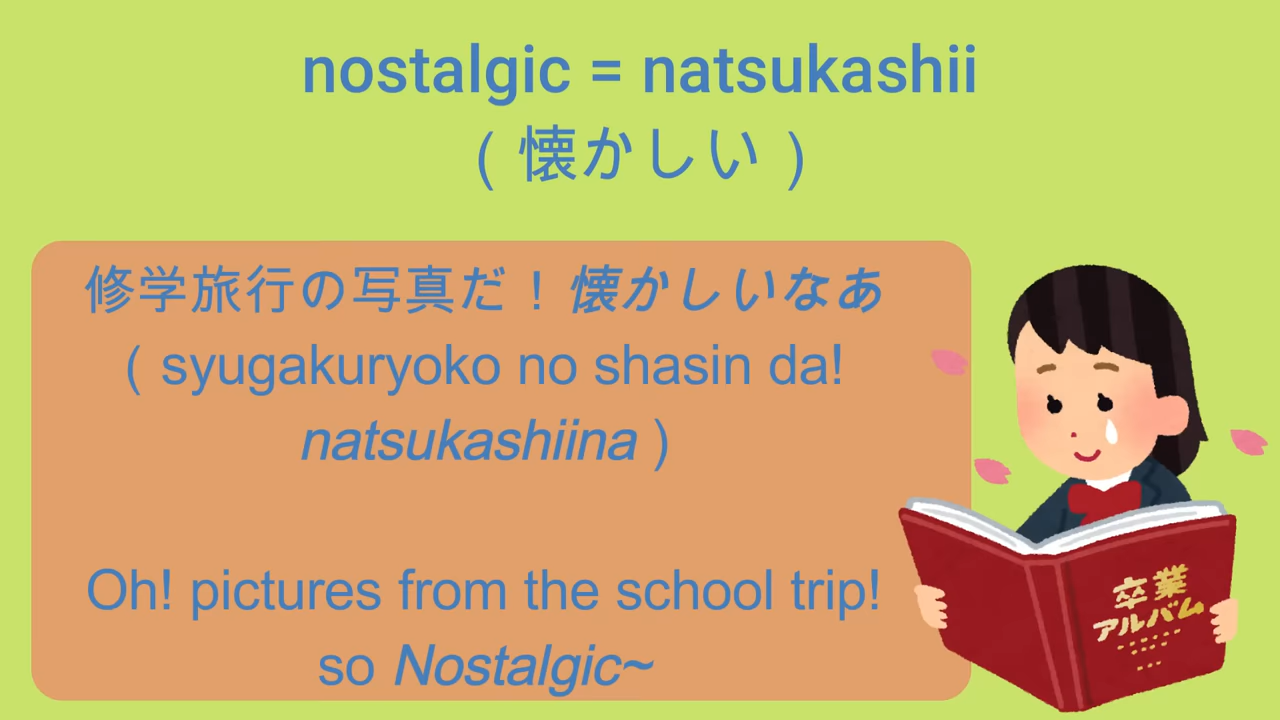 nostalgic = natsukashii
( 懐かしい )
修学旅行の写真だ！懐かしいなあ
( syugakuryoko no shasin da!
natsukashiina )
Oh! pictures from the school trip!
so Nostalgic~
卒業
アルバム